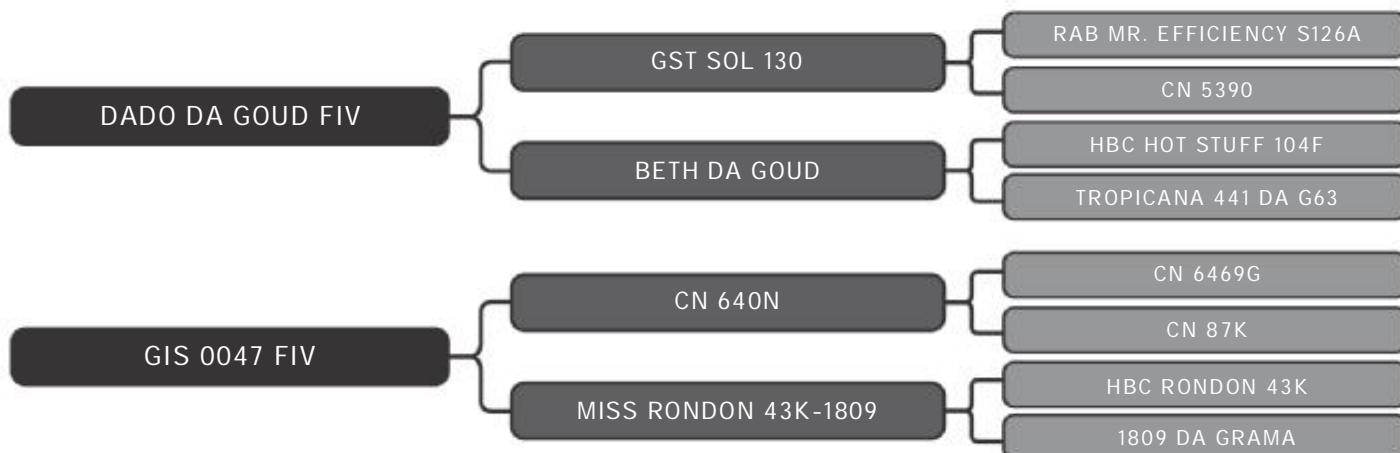 DADO DA GOUD FIV
GST SOL 130
RAB MR. EFFICIENCY S126A
CN 5390
BETH DA GOUD
HBC HOT STUFF 104F
TROPICANA 441 DA G63
GIS 0047 FIV
CN 640N
CN 6469G
CN 87K
MISS RONDON 43K-1809
HBC RONDON 43K
1809 DA GRAMA